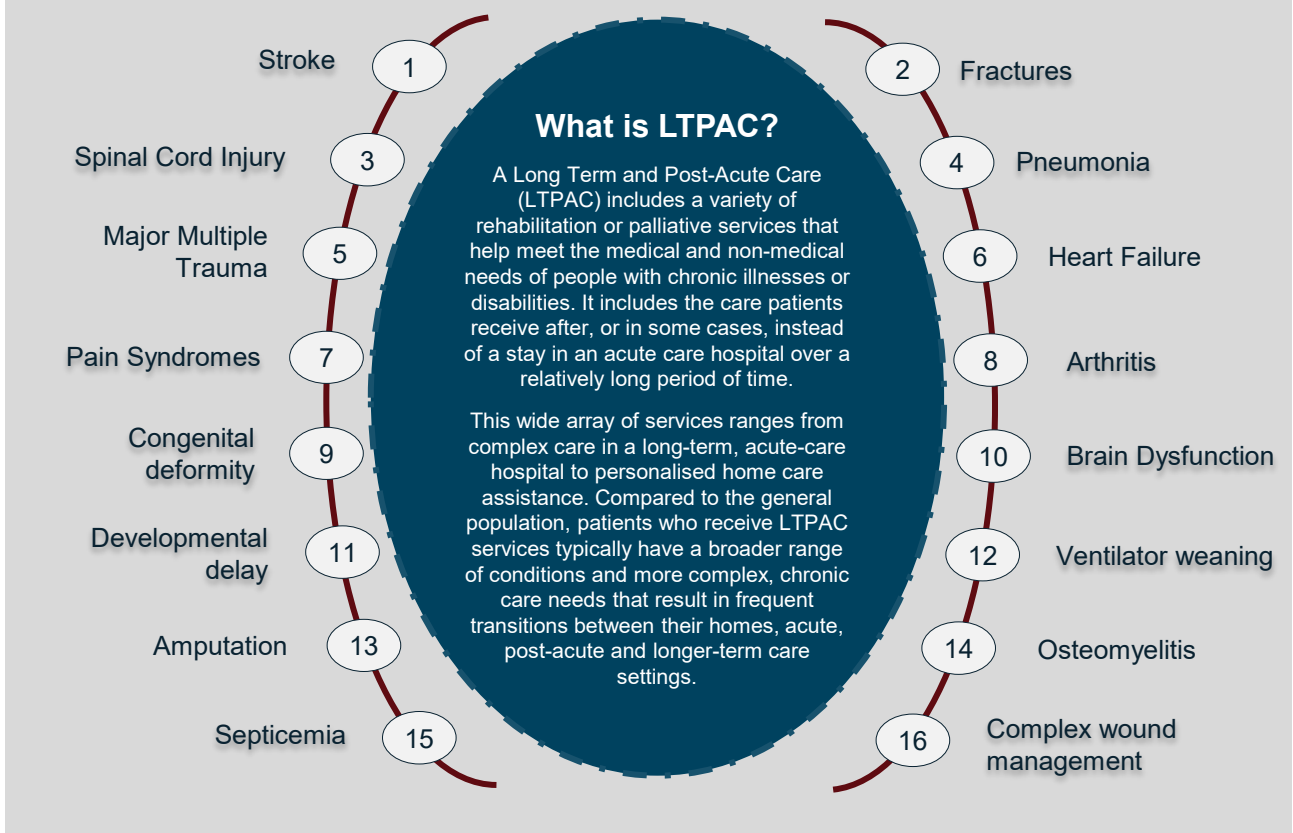 Stroke
1
2
Fractures
Spinal Cord Injury
3
4
Pneumonia
Major Multiple
Trauma
5
6
Heart Failure
Pain Syndromes
7
8
Arthritis
Congenital
deformity
9
10
Brain Dysfunction
Developmental
delay
11
12
Ventilator weaning
Amputation
13
14
Osteomyelitis
Septicemia
15
16
Complex wound
management
What is LTPAC?
A Long Term and Post-Acute Care
(LTPAC) includes a variety of
rehabilitation or palliative services that
help meet the medical and non-medical
needs of people with chronic illnesses or
disabilities. It includes the care patients
receive after, or in some cases, instead
of a stay in an acute care hospital over a
relatively long period of time.
This wide array of services ranges from
complex care in a long-term, acute-care
hospital to personalised home care
assistance. Compared to the general
population, patients who receive LTPAC
services typically have a broader range
of conditions and more complex, chronic
care needs that result in frequent
transitions between their homes, acute,
post-acute and longer-term care
settings.